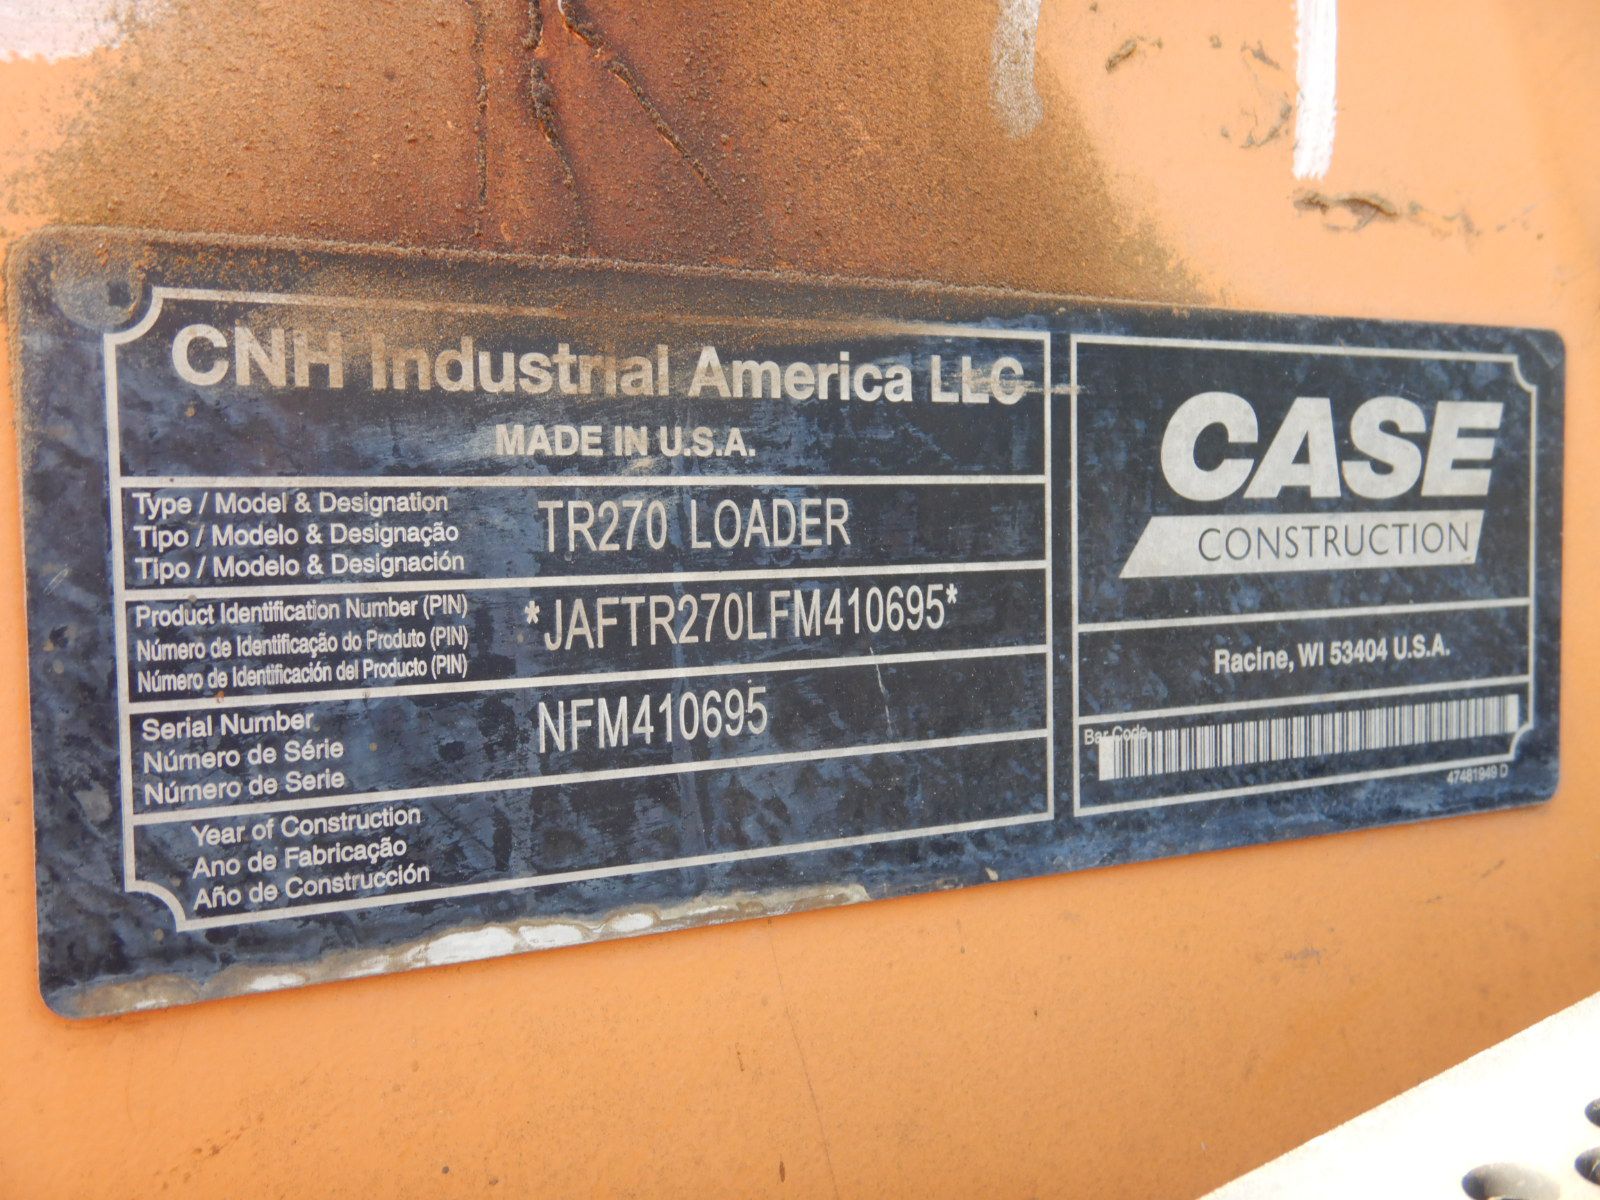 CNH Industrial America LLC
MADE IN U.S.A.
Type / Model & Designation
Tipo / Modelo & Designação
Tipo / Modelo & Designación
TR270 LOADER
Product Identification Number (PIN)
Número de Identificação do Produto (PIN)
Número de Identificación del Producto (PIN)
*JAFTR270LFM410695*
Serial Number
Número de Série
Número de Serie
NFM410695
Year of Construction
Ano de Fabricação
Año de Construcción
CASE
CONSTRUCTION
Racine, WI 53404 U.S.A.
Bar Code
47481949 D